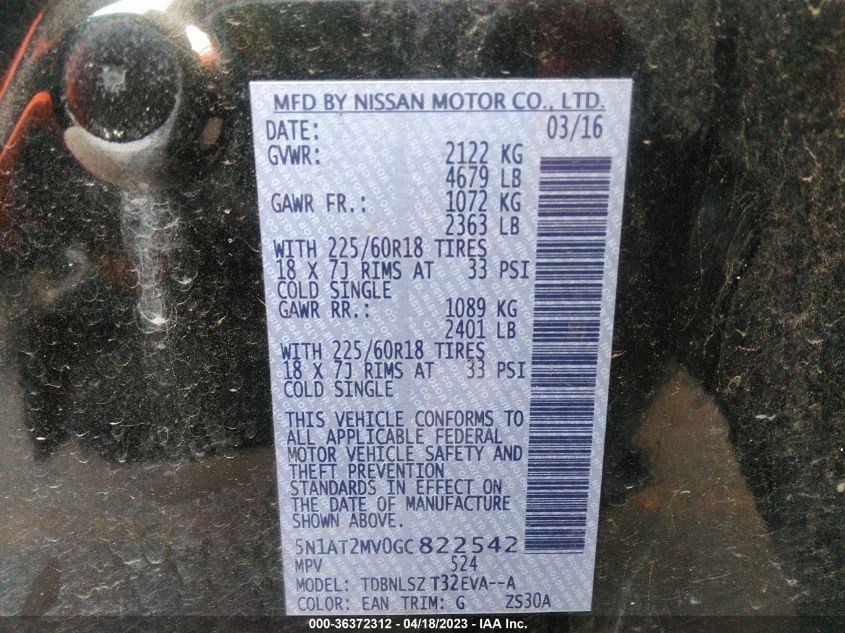 MFD BY NISSAN MOTOR CO., LTD.
DATE: 03/16
GVWR: 2122 KG
4679 LB
GAWR FR.: 1072 KG
2363 LB
WITH 225/60R18 TIRES
18 X 7J RIMS AT 33 PSI
COLD SINGLE
GAWR RR.: 1089 KG
2401 LB
WITH 225/60R18 TIRES
18 X 7J RIMS AT 33 PSI
COLD SINGLE
THIS VEHICLE CONFORMS TO
ALL APPLICABLE FEDERAL
MOTOR VEHICLE SAFETY AND
THEFT PREVENTION
STANDARDS IN EFFECT ON
THE DATE OF MANUFACTURE
SHOWN ABOVE.
5N1AT2MV0GC822542
MPV 524
MODEL: TDBNLSZ T32EVA--A
COLOR: EAN TRIM: G ZS30A
000-36372312 - 04/18/2023 - IAA Inc.